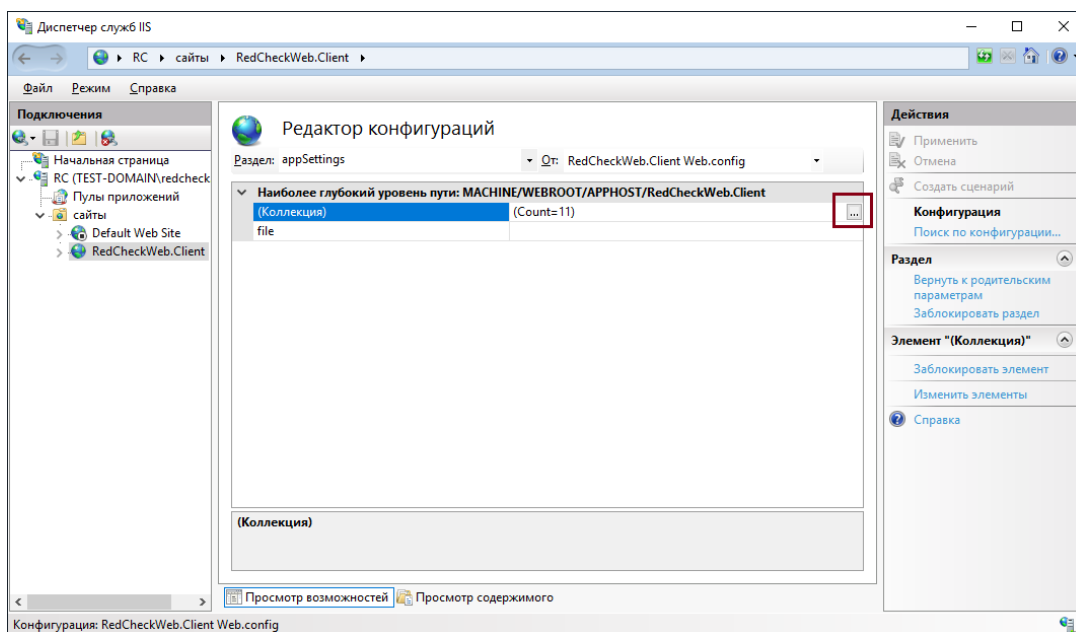 Диспетчер служб IIS
RC сайты RedCheckWeb.Client
Файл Режим Справка
Подключения
Начальная страница
RC (TEST-DOMAIN\redcheck
Пулы приложений
сайты
Default Web Site
RedCheckWeb.Client
Редактор конфигураций
Раздел: appSettings От: RedCheckWeb.Client Web.config
Наиболее глубокий уровень пути: MACHINE/WEBROOT/APPHOST/RedCheckWeb.Client
(Коллекция) (Count=11) ...
file
(Коллекция)
Просмотр возможностей Просмотр содержимого
Действия
Применить
Отмена
Создать сценарий
Конфигурация
Поиск по конфигурации...
Раздел
Вернуть к родительским
параметрам
Заблокировать раздел
Элемент "(Коллекция)"
Заблокировать элемент
Изменить элементы
Справка
Конфигурация: RedCheckWeb.Client Web.config